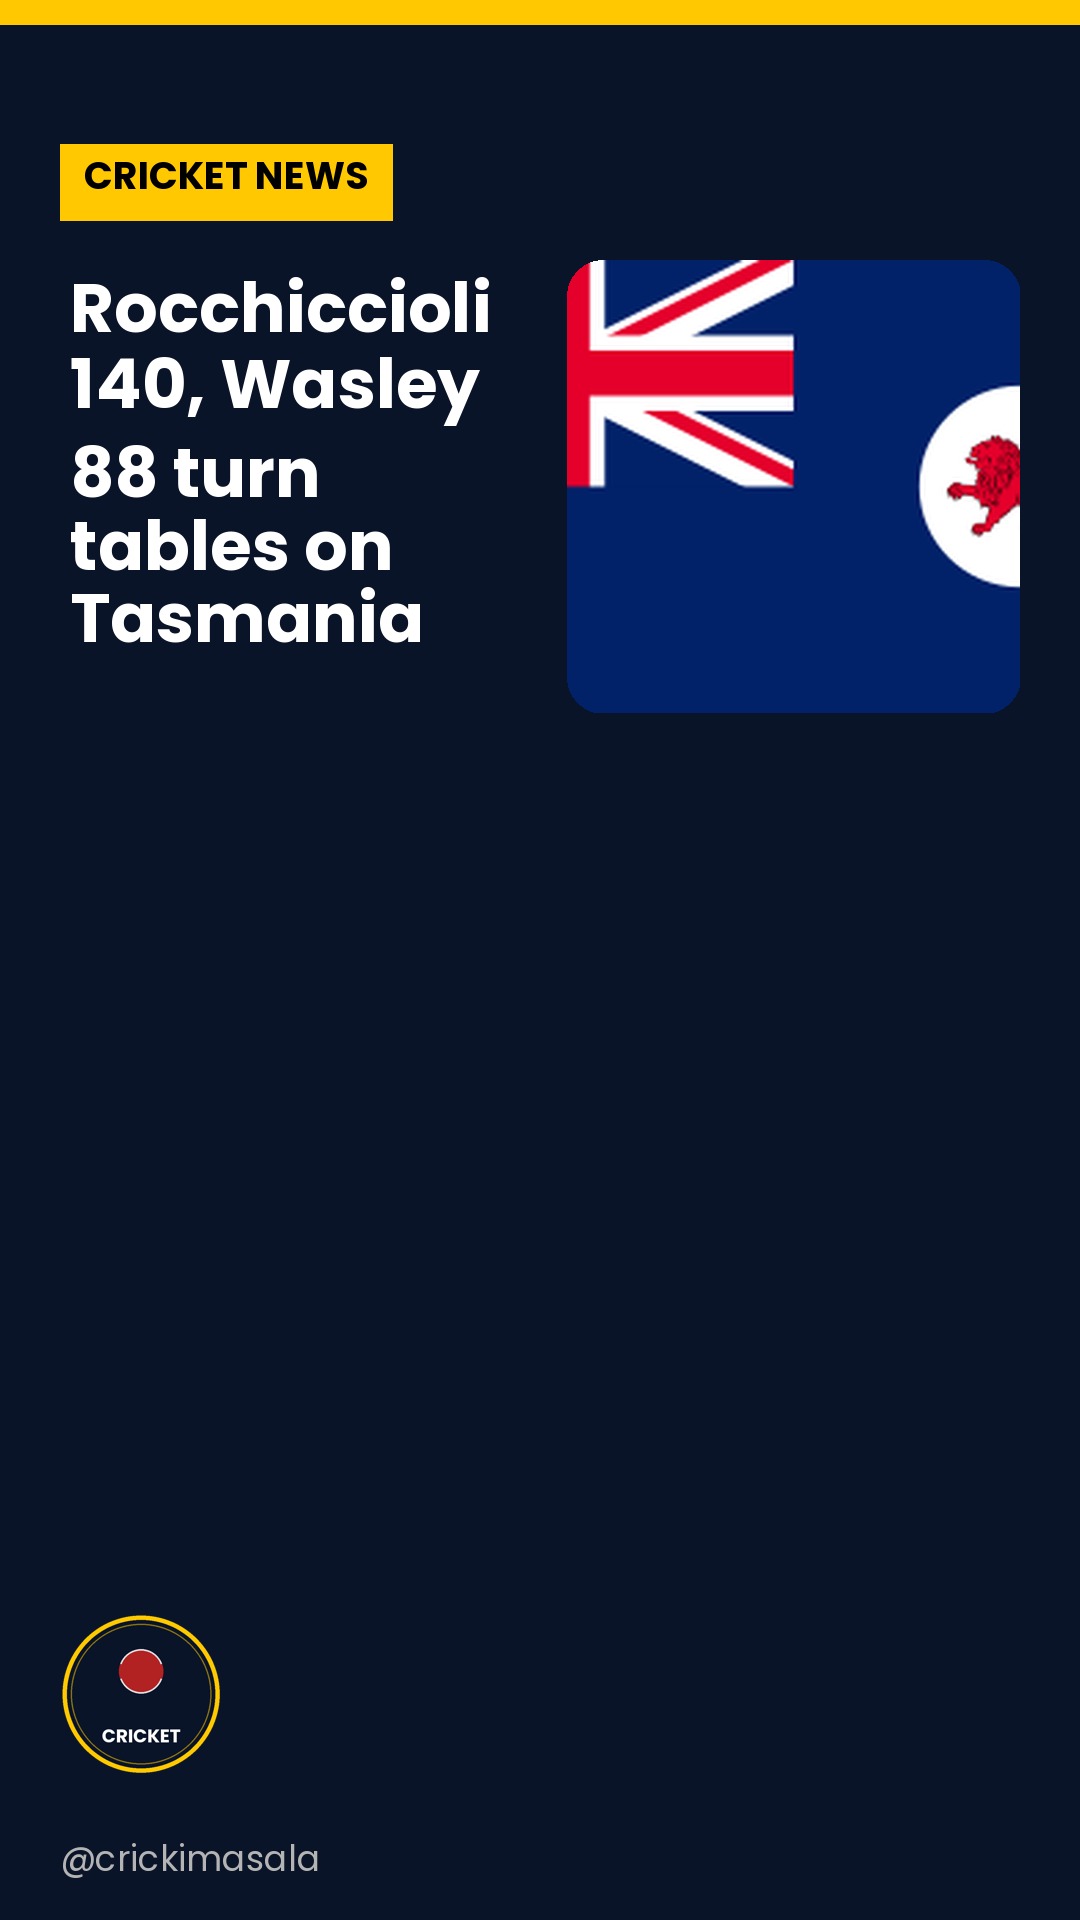 CRICKET NEWS
Rocchiccioli
140, Wasley
88 turn
tables on
Tasmania
CRICKET
@crickimasala